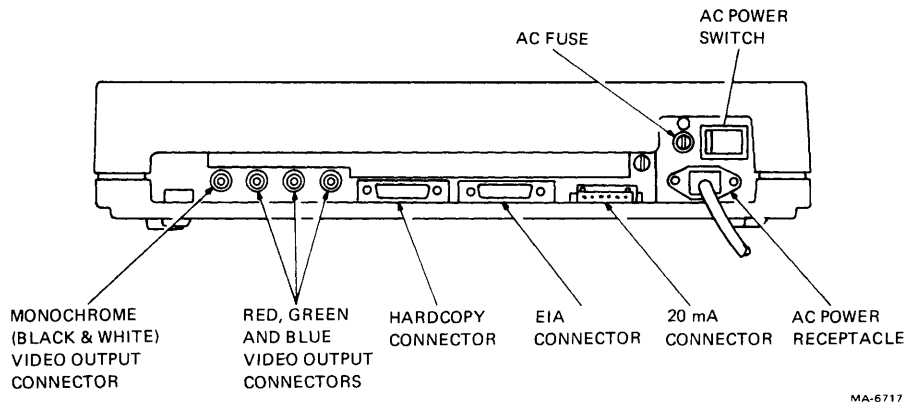 AC POWER
SWITCH
AC FUSE
MONOCHROME
(BLACK & WHITE)
VIDEO OUTPUT
CONNECTOR
RED, GREEN
AND BLUE
VIDEO OUTPUT
CONNECTORS
HARDCOPY
CONNECTOR
EIA
CONNECTOR
20 mA
CONNECTOR
AC POWER
RECEPTACLE
MA-6717